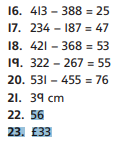 16. 413 – 388 = 25
17. 234 – 187 = 47
18. 421 – 368 = 53
19. 322 – 267 = 55
20. 531 – 455 = 76
21. 39 cm
22. 56
23. £33